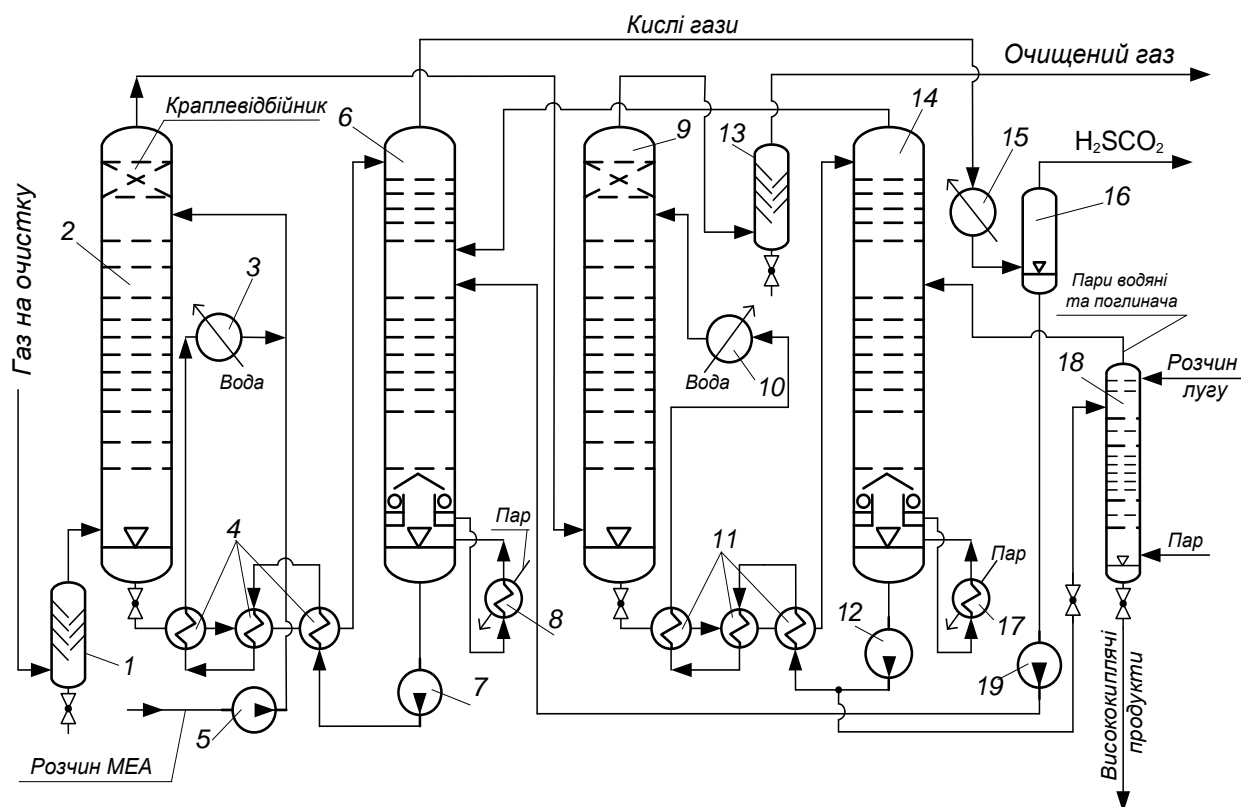 Кислі гази
Очищений газ
Краплевідбійник
6
14
9
13
15
H₂SCO₂
16
2
3
Газ на очистку
Пари водяні
та поглинача
Вода
Вода
10
18
Розчин
лугу
4
Пар
11
Пар
Пар
8
12
17
1
7
19
5
Розчин МЕА
Висококиплячі
продукти